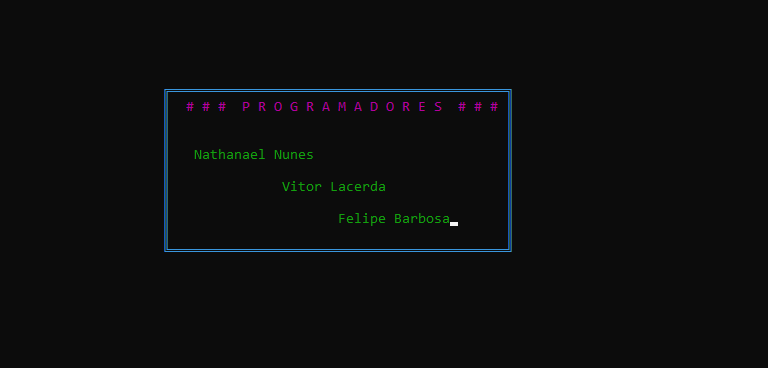 # # # P R O G R A M A D O R E S # # #
Nathanael Nunes
Vitor Lacerda
Felipe Barbosa